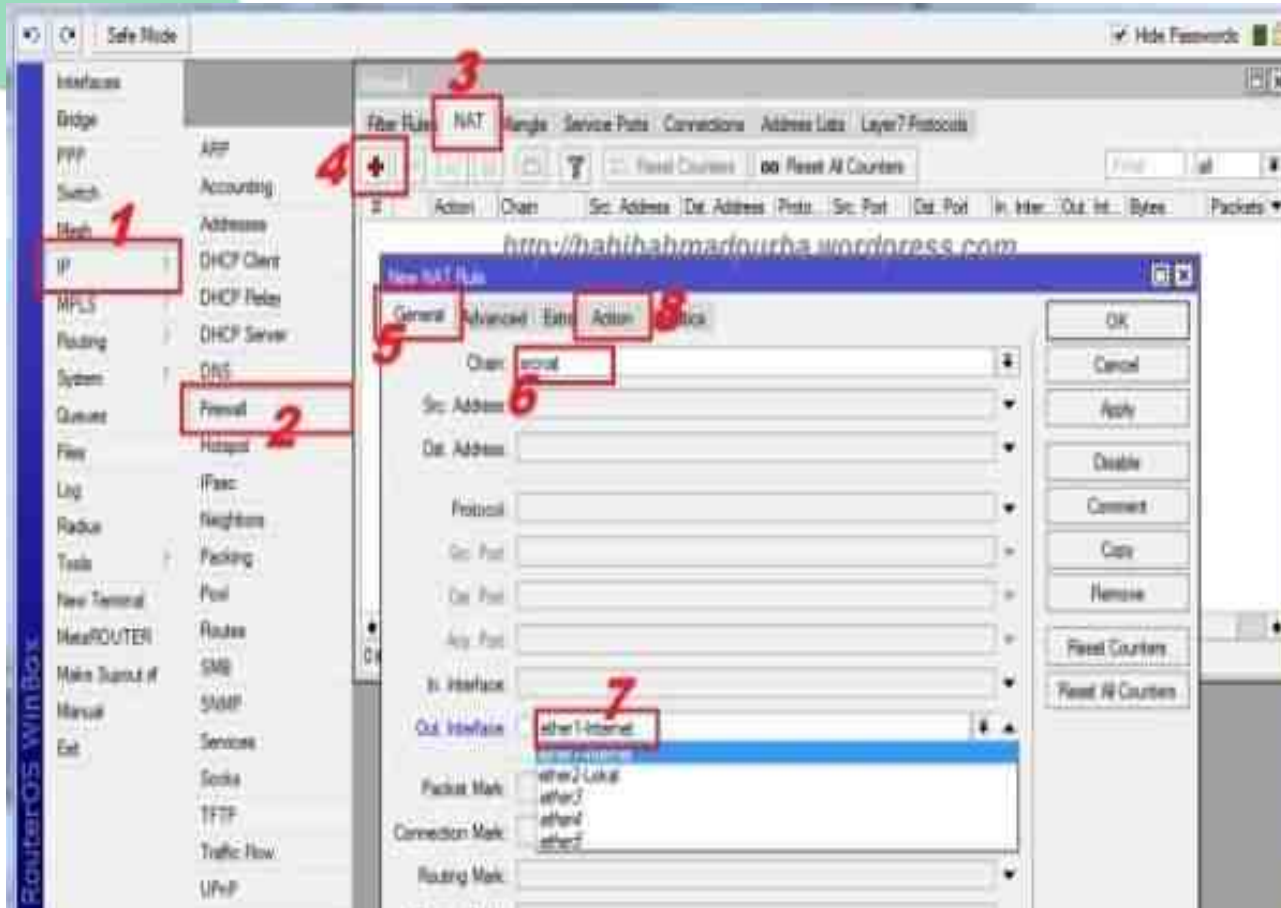 Safe Mode
Hide Passwords
Interfaces
Bridge
PPP
Switch
Mesh
1
IP
MPLS
Routing
System
Queues
Files
Log
Radius
Tools
New Terminal
MetaROUTER
Make Supout.rif
Manual
Exit
RouterOS WinBox
ARP
Accounting
Addresses
DHCP Client
DHCP Relay
DHCP Server
DNS
Firewall
2
Hotspot
IPsec
Neighbors
Packing
Pool
Routes
SMB
SNMP
Services
Socks
TFTP
Traffic Flow
UPnP
3
Filter Rules NAT Mangle Service Ports Connections Address Lists Layer7 Protocols
4
Reset Counters 00 Reset All Counters Find all
# Action Chain Src. Address Dst. Address Proto... Src. Port Dst. Port In. Inter... Out. Int... Bytes Packets
http://habibahmadpurba.wordpress.com
New NAT Rule
General Advanced Extra Action
5
8
Chain: srcnat
6
Src. Address
Dst. Address
Protocol
Src. Port
Dst. Port
Any. Port
In. Interface
7
Out. Interface ether1-Internet
ether1-Internet
ether2-Lokal
ether3
ether4
ether5
Packet Mark
Connection Mark
Routing Mark
OK
Cancel
Apply
Disable
Comment
Copy
Remove
Reset Counters
Reset All Counters